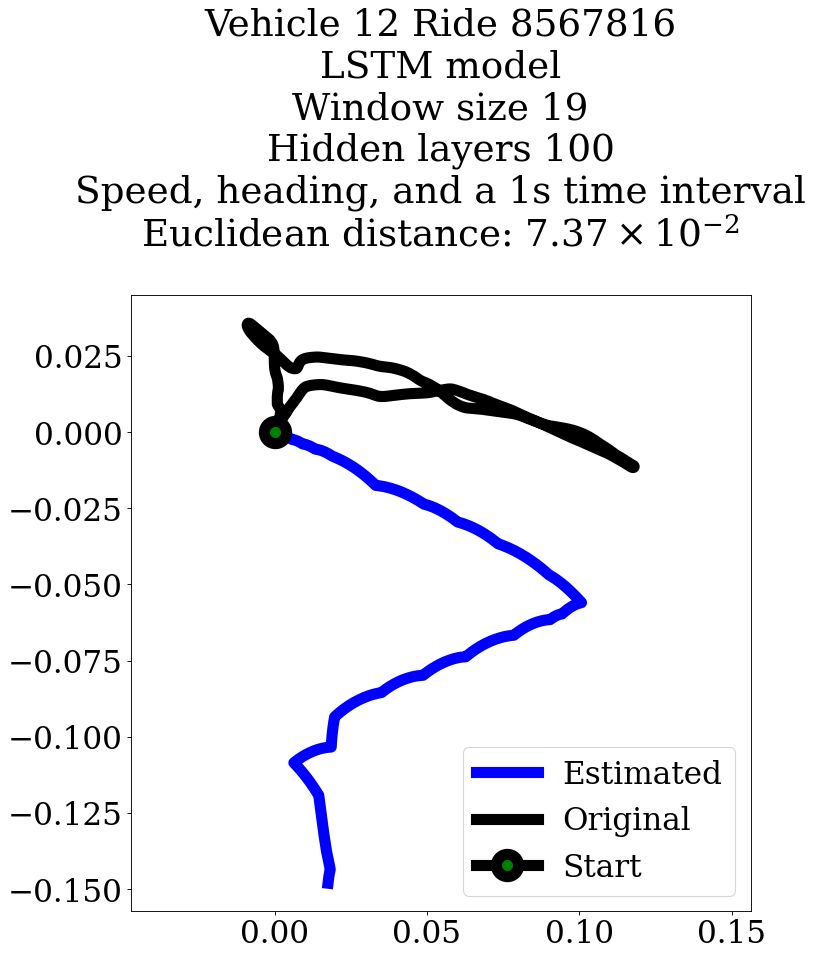 Vehicle 12 Ride 8567816
LSTM model
Window size 19
Hidden layers 100
Speed, heading, and a 1s time interval
Euclidean distance: 7.37 × 10⁻²
0.025
0.000
−0.025
−0.050
−0.075
−0.100
−0.125
−0.150
Estimated
Original
Start
0.00 0.05 0.10 0.15